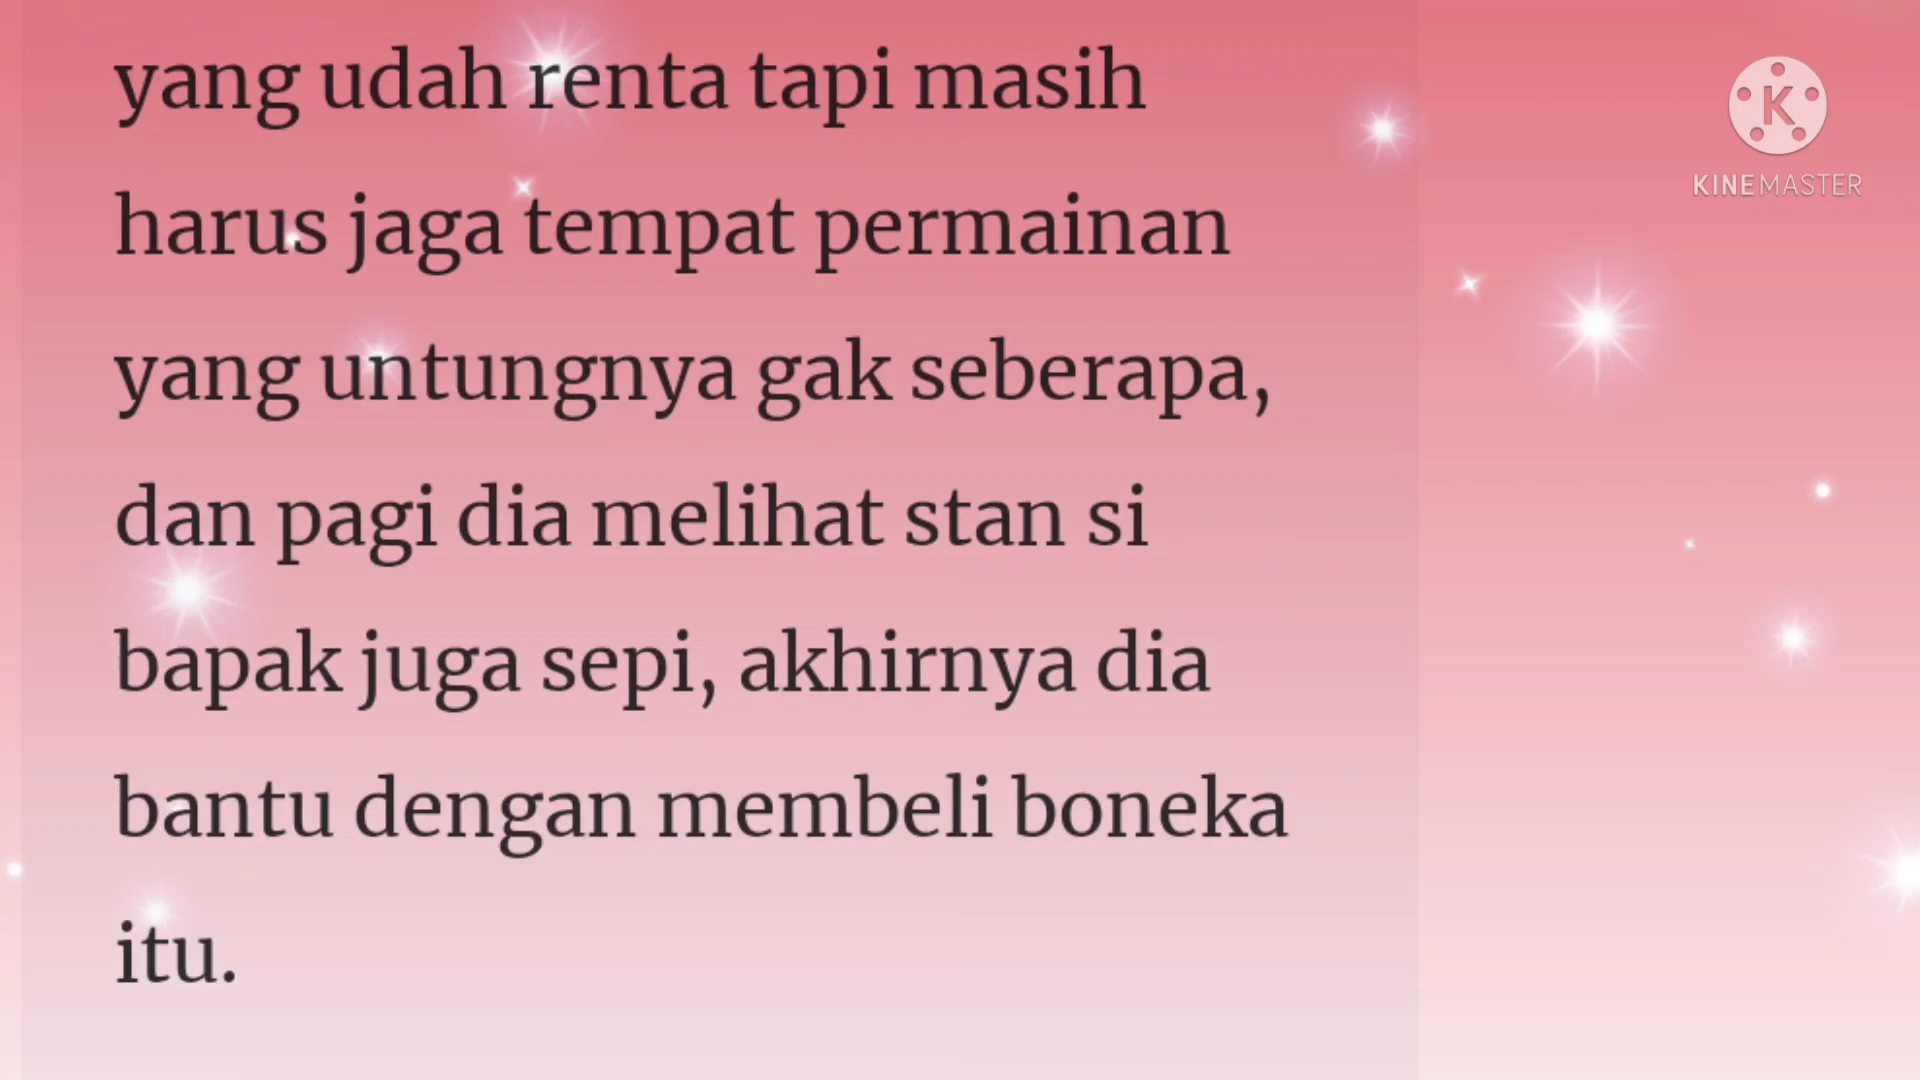 yang udah renta tapi masih
harus jaga tempat permainan
yang untungnya gak seberapa,
dan pagi dia melihat stan si
bapak juga sepi, akhirnya dia
bantu dengan membeli boneka
itu.
K
KINEMASTER